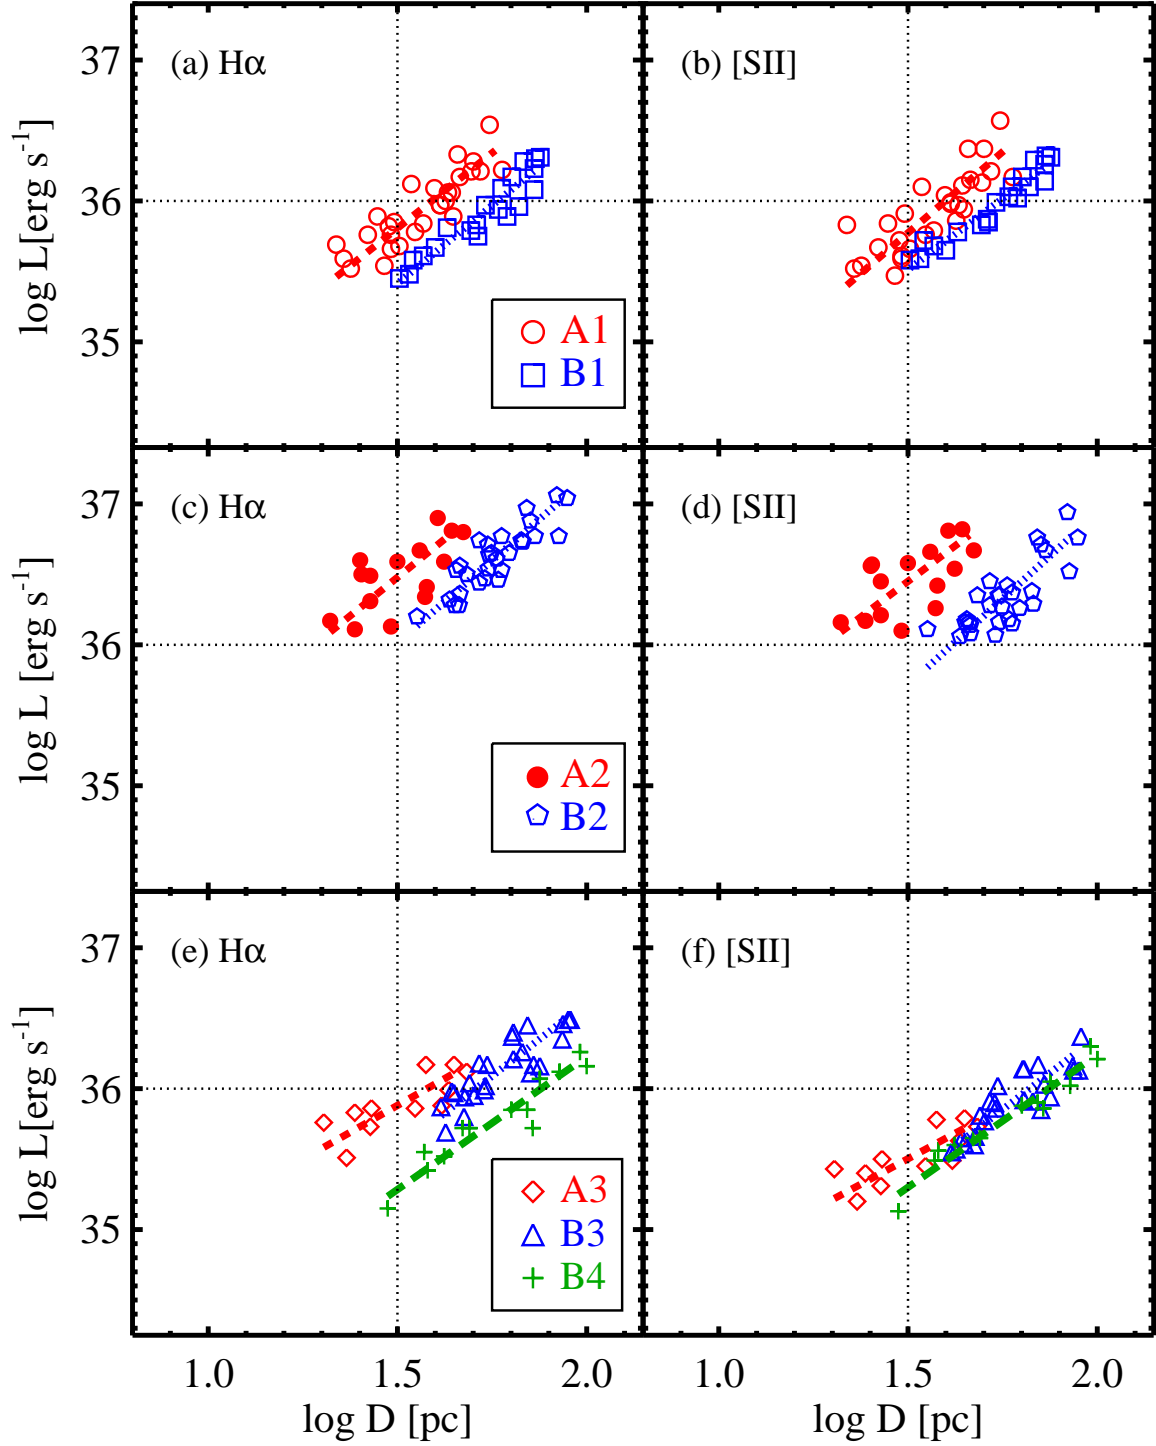 (a) Hα
(b) [SII]
37
36
35
log L[erg s⁻¹]
A1
B1
(c) Hα
(d) [SII]
37
36
35
log L [erg s⁻¹]
A2
B2
(e) Hα
(f) [SII]
37
36
35
log L[erg s⁻¹]
A3
B3
B4
1.0 1.5 2.0 1.0 1.5 2.0
log D [pc] log D [pc]